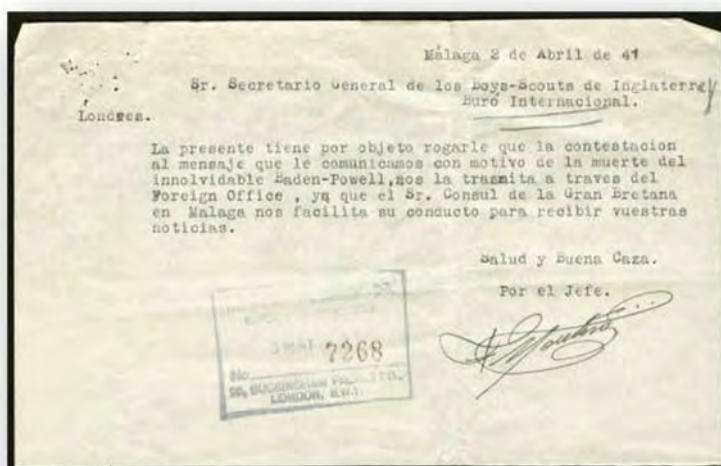 Málaga 2 de Abril de 41
Sr. Secretario General de los Boys-Scouts de Inglaterra/
Buró Internacional.
Londres.
La presente tiene por objeto rogarle que la contestacion
al mensaje que le comunicamos con motivo de la muerte del
innolvidable Baden-Powell,nos la trasmita a traves del
Foreign Office , ya que el Sr. Consul de la Gran Bretana
en Malaga nos facilita su conducto para recibir vuestras
noticias.
Salud y Buena Caza.
Por el Jefe.
7268
No
BUCKINGHAM
LONDON, S.W.1.